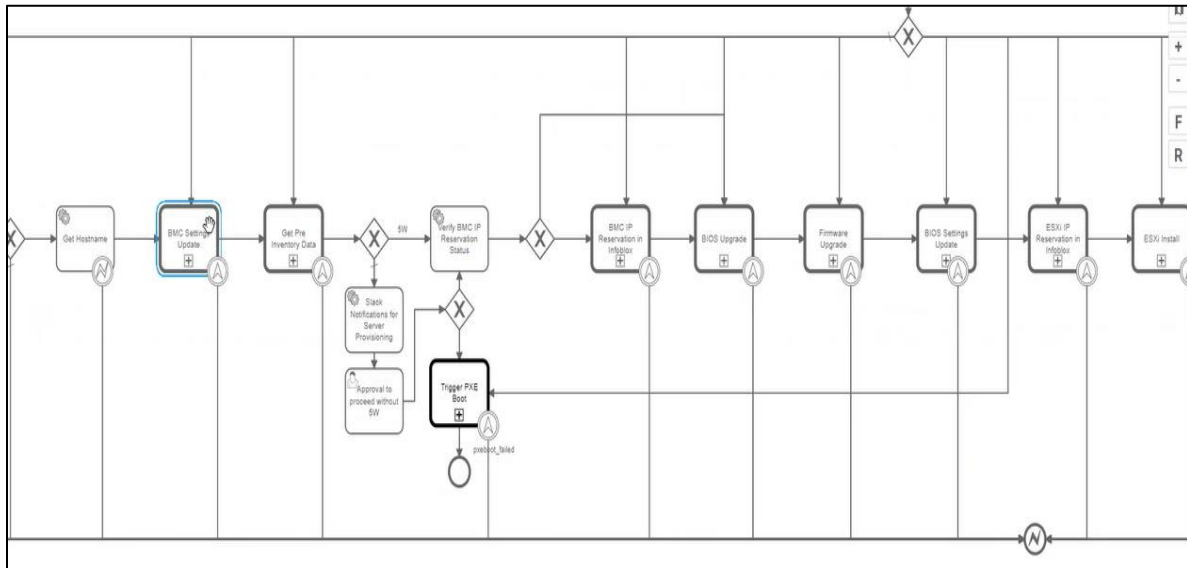 +
-
F
R
Get Hostname
BMC Settings
Update
Get Pre
Inventory Data
5W
Verify BMC IP
Reservation
Status
BMC IP
Reservation in
Infoblox
BIOS Upgrade
Firmware
Upgrade
BIOS Settings
Update
ESXi IP
Reservation in
Infoblox
ESXi Install
Slack
Notifications for
Server
Provisioning
Approval to
proceed without
5W
Trigger PXE
Boot
pxeboot_failed